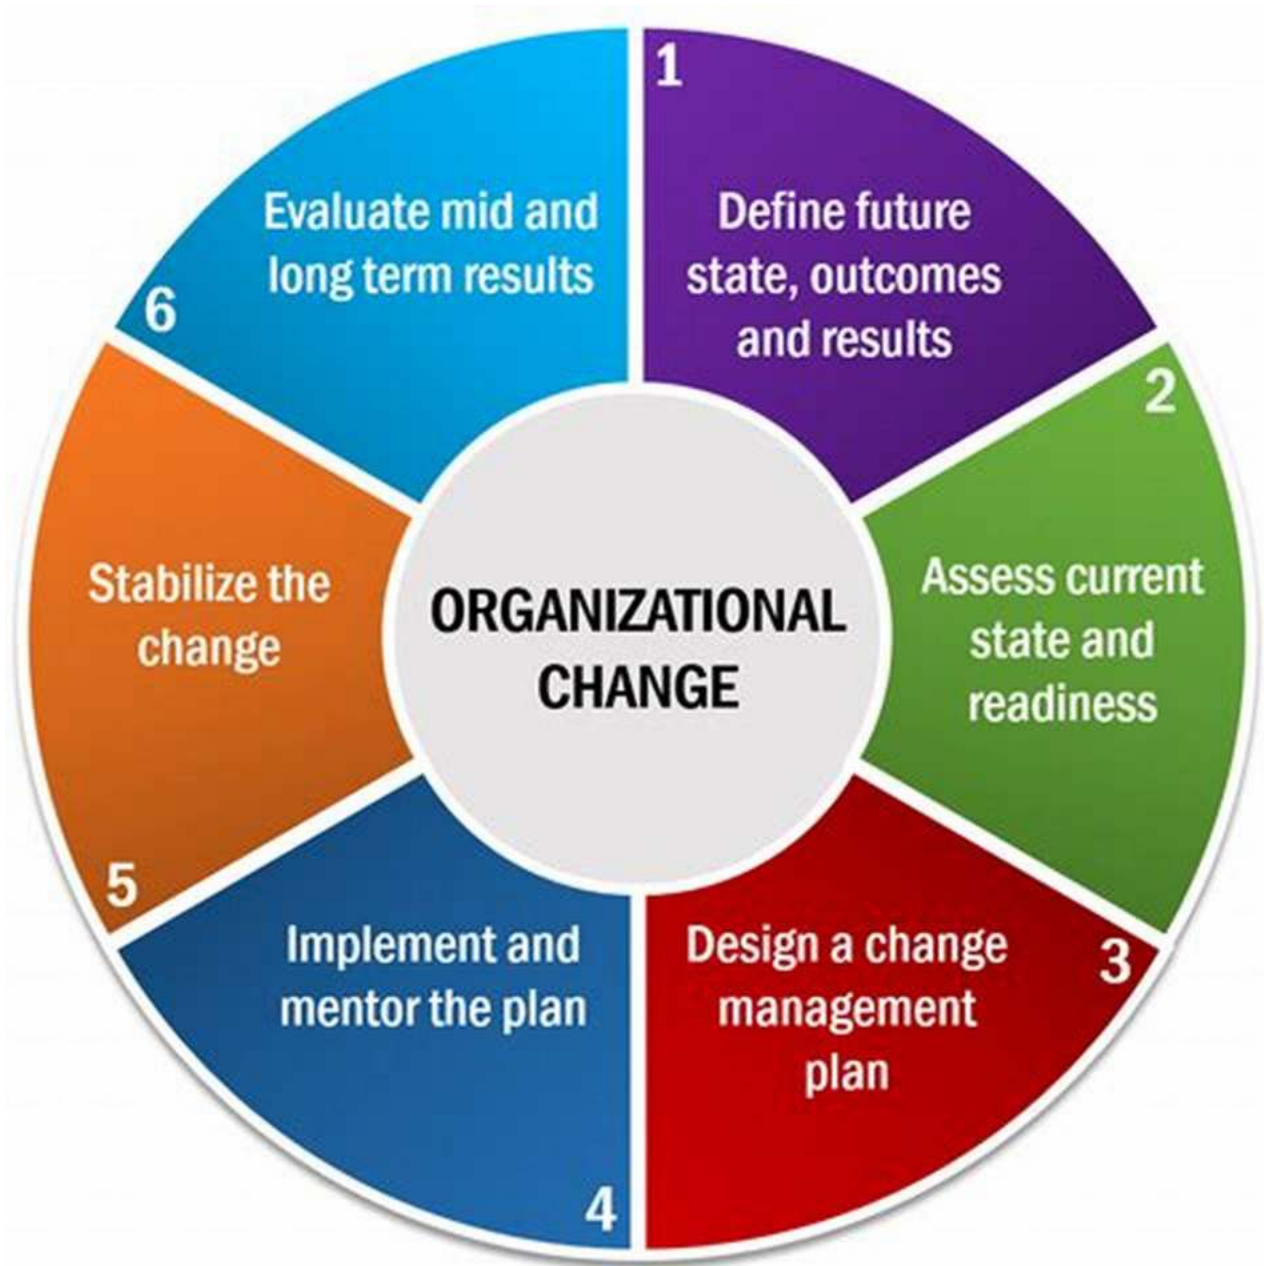 ORGANIZATIONAL
CHANGE
1
Define future
state, outcomes
and results
2
Assess current
state and
readiness
3
Design a change
management
plan
4
Implement and
mentor the plan
5
Stabilize the
change
6
Evaluate mid and
long term results